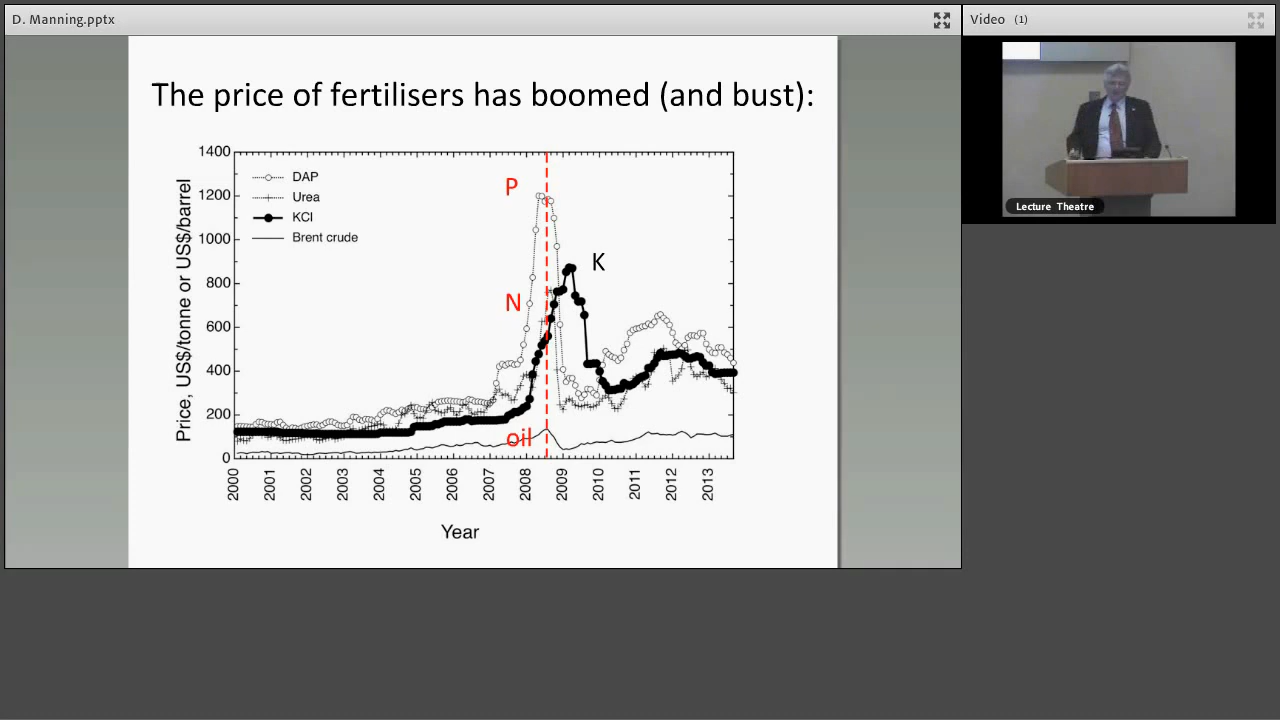 D. Manning.pptx
Video (1)
The price of fertilisers has boomed (and bust):
Price, US$/tonne or US$/barrel
1400
1200
1000
800
600
400
200
0
DAP
Urea
KCl
Brent crude
P
N
K
oil
2000
2001
2002
2003
2004
2005
2006
2007
2008
2009
2010
2011
2012
2013
Year
Lecture Theatre